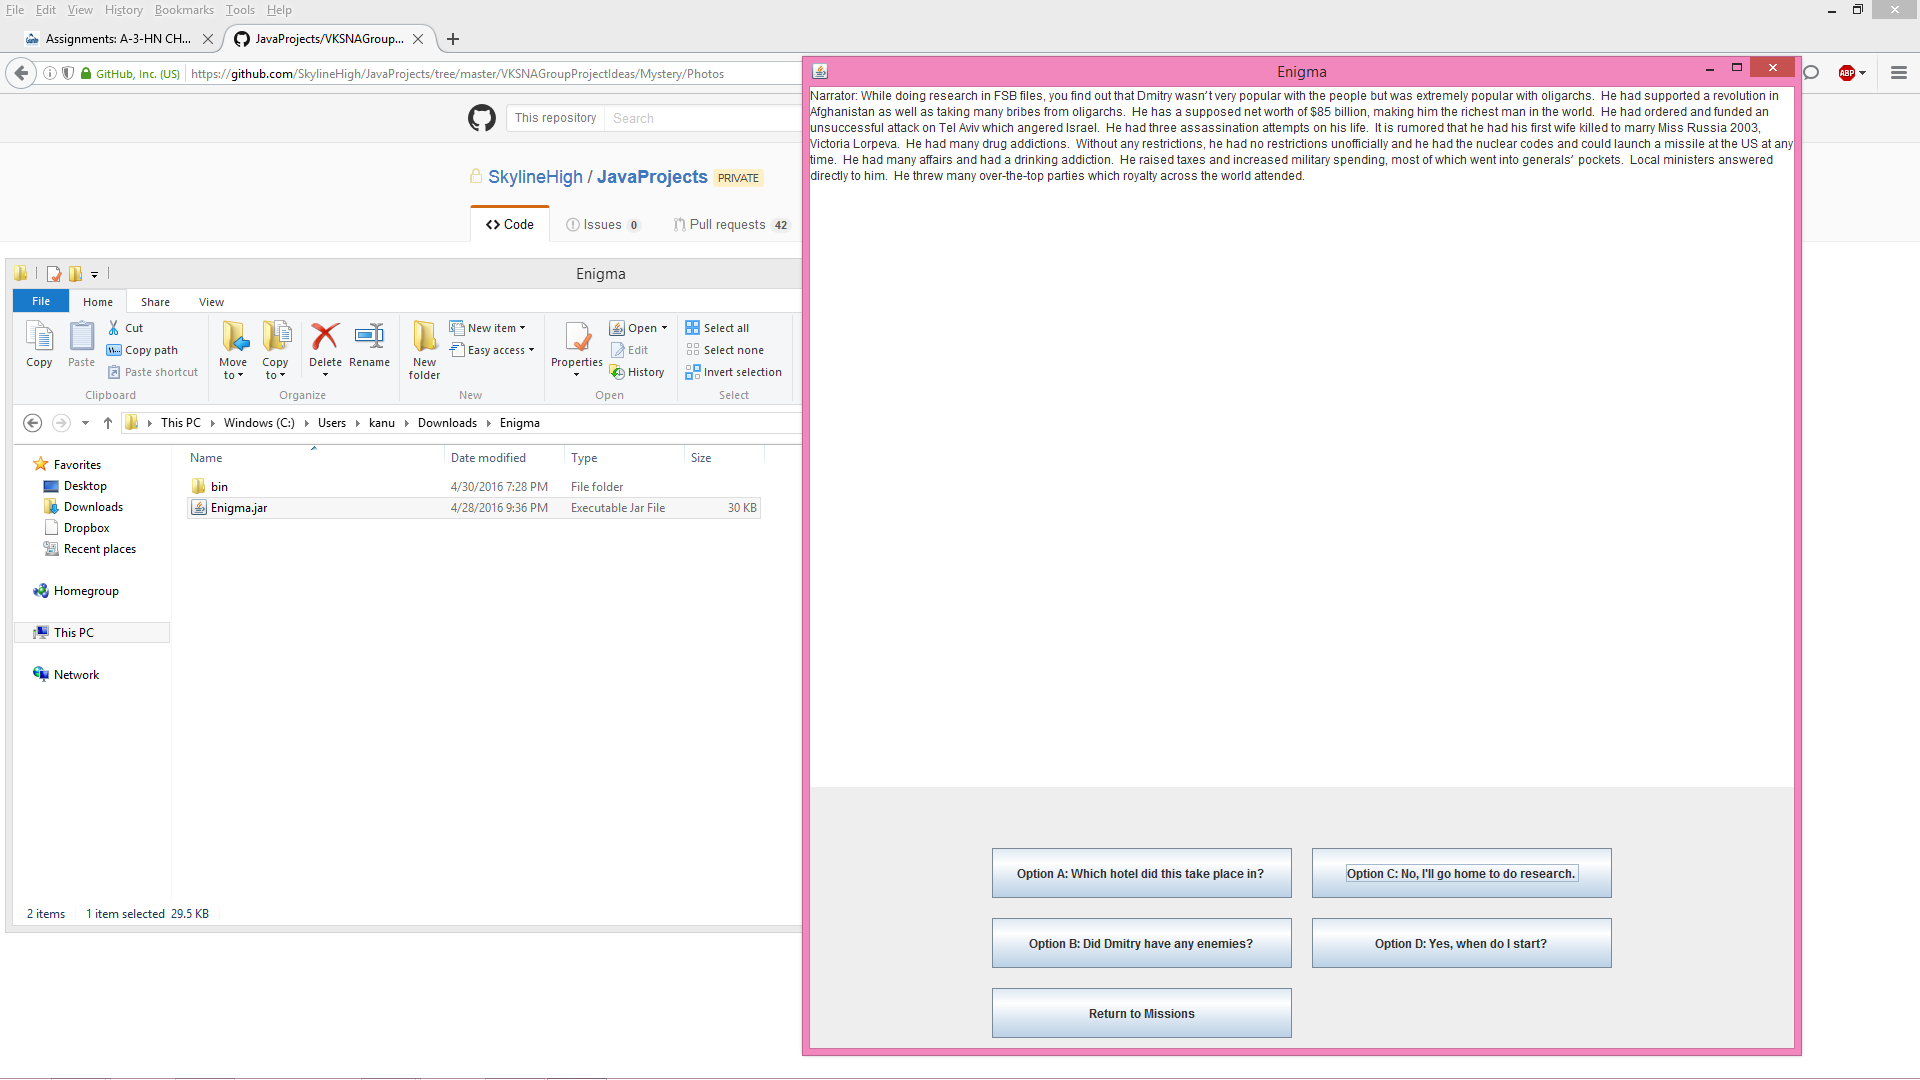 File Edit View History Bookmarks Tools Help
Assignments: A-3-HN CH...
JavaProjects/VKSNAGroup...
GitHub, Inc. (US)
https://github.com/SkylineHigh/JavaProjects/tree/master/VKSNAGroupProjectIdeas/Mystery/Photos
ABP
This repository Search
SkylineHigh / JavaProjects PRIVATE
Code Issues 0 Pull requests 42
Enigma
File Home Share View
Copy
Paste
Cut
Copy path
Paste shortcut
Clipboard
Move to
Copy to
Delete
Rename
Organize
New folder
New item
Easy access
New
Properties
Open
Edit
History
Open
Select all
Select none
Invert selection
Select
This PC Windows (C:) Users kanu Downloads Enigma
Favorites
Desktop
Downloads
Dropbox
Recent places
Homegroup
This PC
Network
Name Date modified Type Size
bin 4/30/2016 7:28 PM File folder
Enigma.jar 4/28/2016 9:36 PM Executable Jar File 30 KB
2 items 1 item selected 29.5 KB
Enigma
Narrator: While doing research in FSB files, you find out that Dmitry wasn't very popular with the people but was extremely popular with oligarchs. He had supported a revolution in
Afghanistan as well as taking many bribes from oligarchs. He has a supposed net worth of $85 billion, making him the richest man in the world. He had ordered and funded an
unsuccessful attack on Tel Aviv which angered Israel. He had three assassination attempts on his life. It is rumored that he had his first wife killed to marry Miss Russia 2003,
Victoria Lorpeva. He had many drug addictions. Without any restrictions, he had no restrictions unofficially and he had the nuclear codes and could launch a missile at the US at any
time. He had many affairs and had a drinking addiction. He raised taxes and increased military spending, most of which went into generals' pockets. Local ministers answered
directly to him. He threw many over-the-top parties which royalty across the world attended.
Option A: Which hotel did this take place in?
Option C: No, I'll go home to do research.
Option B: Did Dmitry have any enemies?
Option D: Yes, when do I start?
Return to Missions